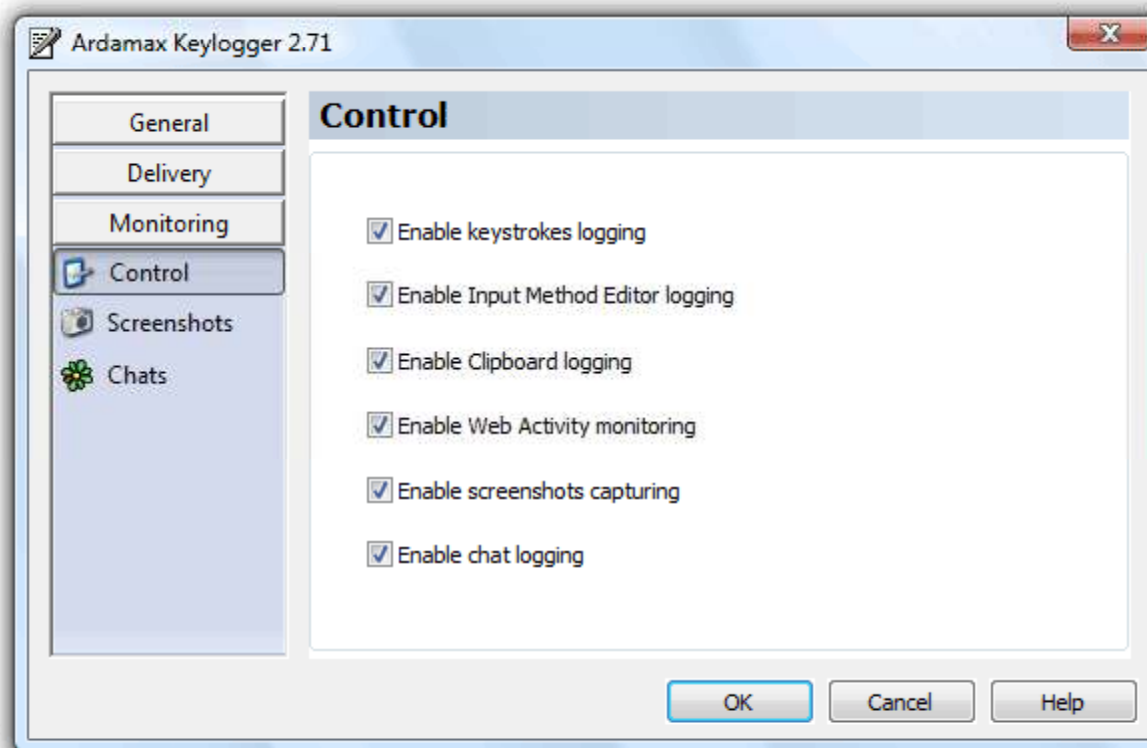 Ardamax Keylogger 2.71
General
Delivery
Monitoring
Control
Screenshots
Chats
Control
Enable keystrokes logging
Enable Input Method Editor logging
Enable Clipboard logging
Enable Web Activity monitoring
Enable screenshots capturing
Enable chat logging
OK
Cancel
Help